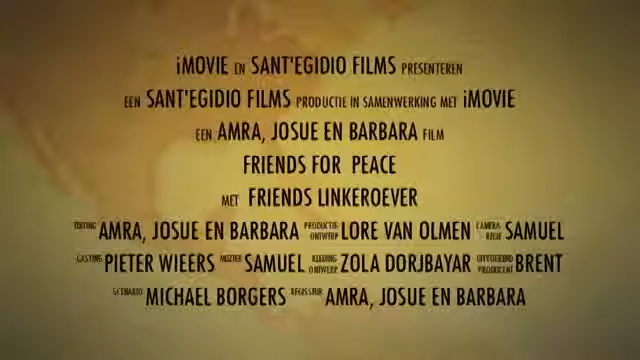 iMOVIE EN SANT'EGIDIO FILMS PRESENTEREN
EEN SANT'EGIDIO FILMS PRODUCTIE IN SAMENWERKING MET iMOVIE
EEN AMRA, JOSUE EN BARBARA FILM
FRIENDS FOR PEACE
MET FRIENDS LINKEROEVER
EDITING AMRA, JOSUE EN BARBARA PRODUCTIE-ONTWERP LORE VAN OLMEN CAMERA-REGIE SAMUEL
CASTING PIETER WIEERS MUZIEK SAMUEL KLEDING-ONTWERP ZOLA DORJBAYAR UITVOEREND PRODUCENT BRENT
SCENARIO MICHAEL BORGERS REGISSEUR AMRA, JOSUE EN BARBARA